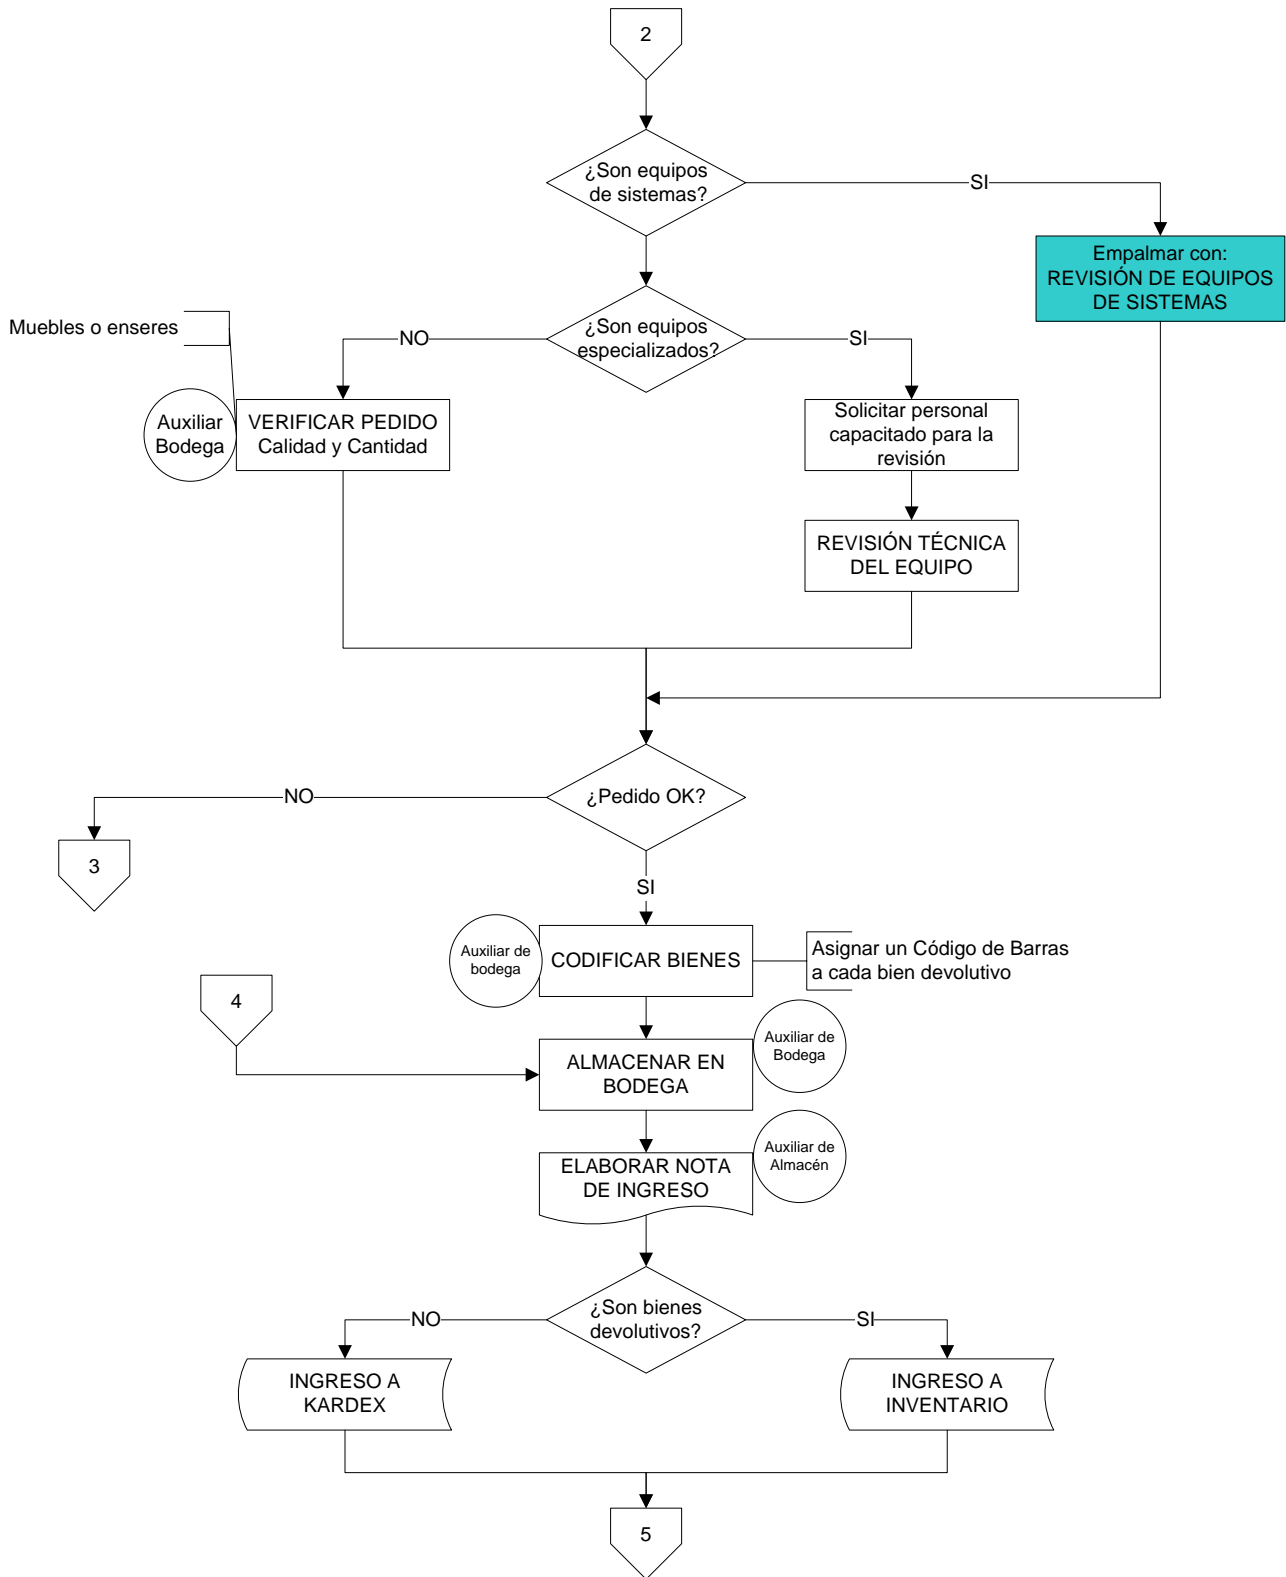 2
¿Son equipos
de sistemas?
SI
Empalmar con:
REVISIÓN DE EQUIPOS
DE SISTEMAS
Muebles o enseres
NO
¿Son equipos
especializados?
SI
Auxiliar
Bodega
VERIFICAR PEDIDO
Calidad y Cantidad
Solicitar personal
capacitado para la
revisión
REVISIÓN TÉCNICA
DEL EQUIPO
NO
¿Pedido OK?
3
SI
Auxiliar de
bodega
CODIFICAR BIENES
Asignar un Código de Barras
a cada bien devolutivo
4
ALMACENAR EN
BODEGA
Auxiliar de
Bodega
ELABORAR NOTA
DE INGRESO
Auxiliar de
Almacén
NO
¿Son bienes
devolutivos?
SI
INGRESO A
KARDEX
INGRESO A
INVENTARIO
5